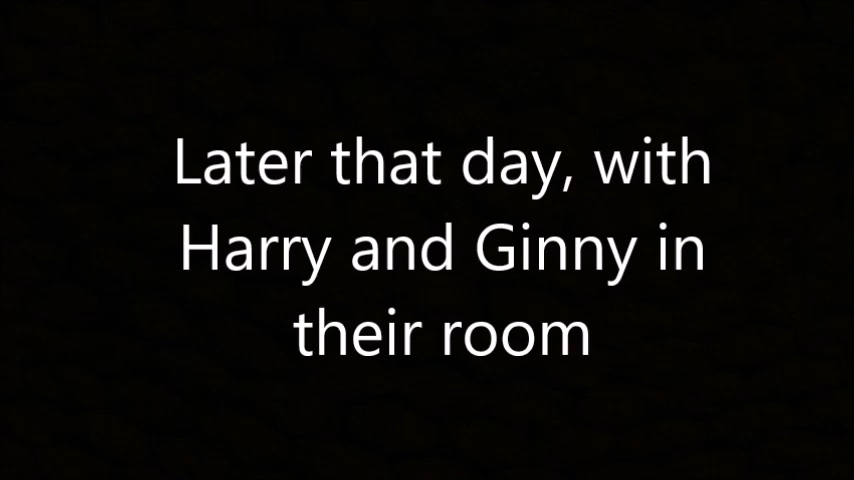 Later that day, with
Harry and Ginny in
their room